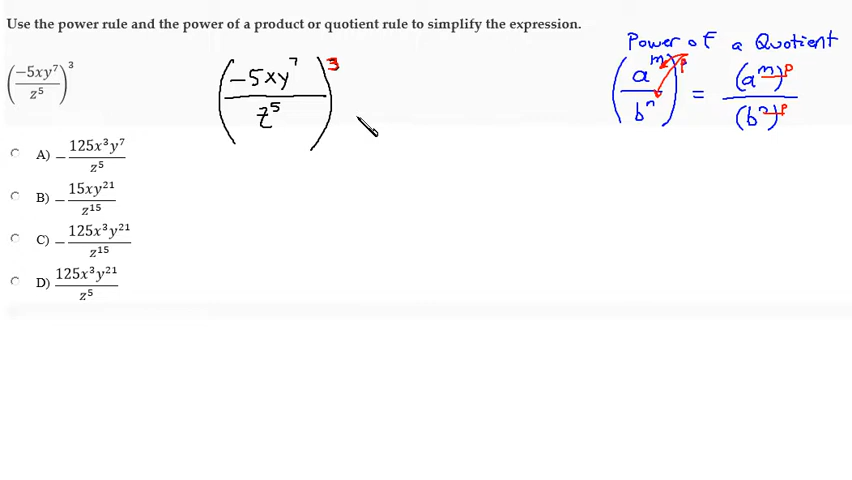 Use the power rule and the power of a product or quotient rule to simplify the expression.
Power of a Quotient
(−5xy⁷ / z⁵)³
(−5xy⁷ / z⁵)³
(aᵐ / bⁿ)ᵖ = (aᵐ)ᵖ / (bⁿ)ᵖ
A) − 125x³y⁷ / z⁵
B) − 15xy²¹ / z¹⁵
C) − 125x³y²¹ / z¹⁵
D) 125x³y²¹ / z⁵